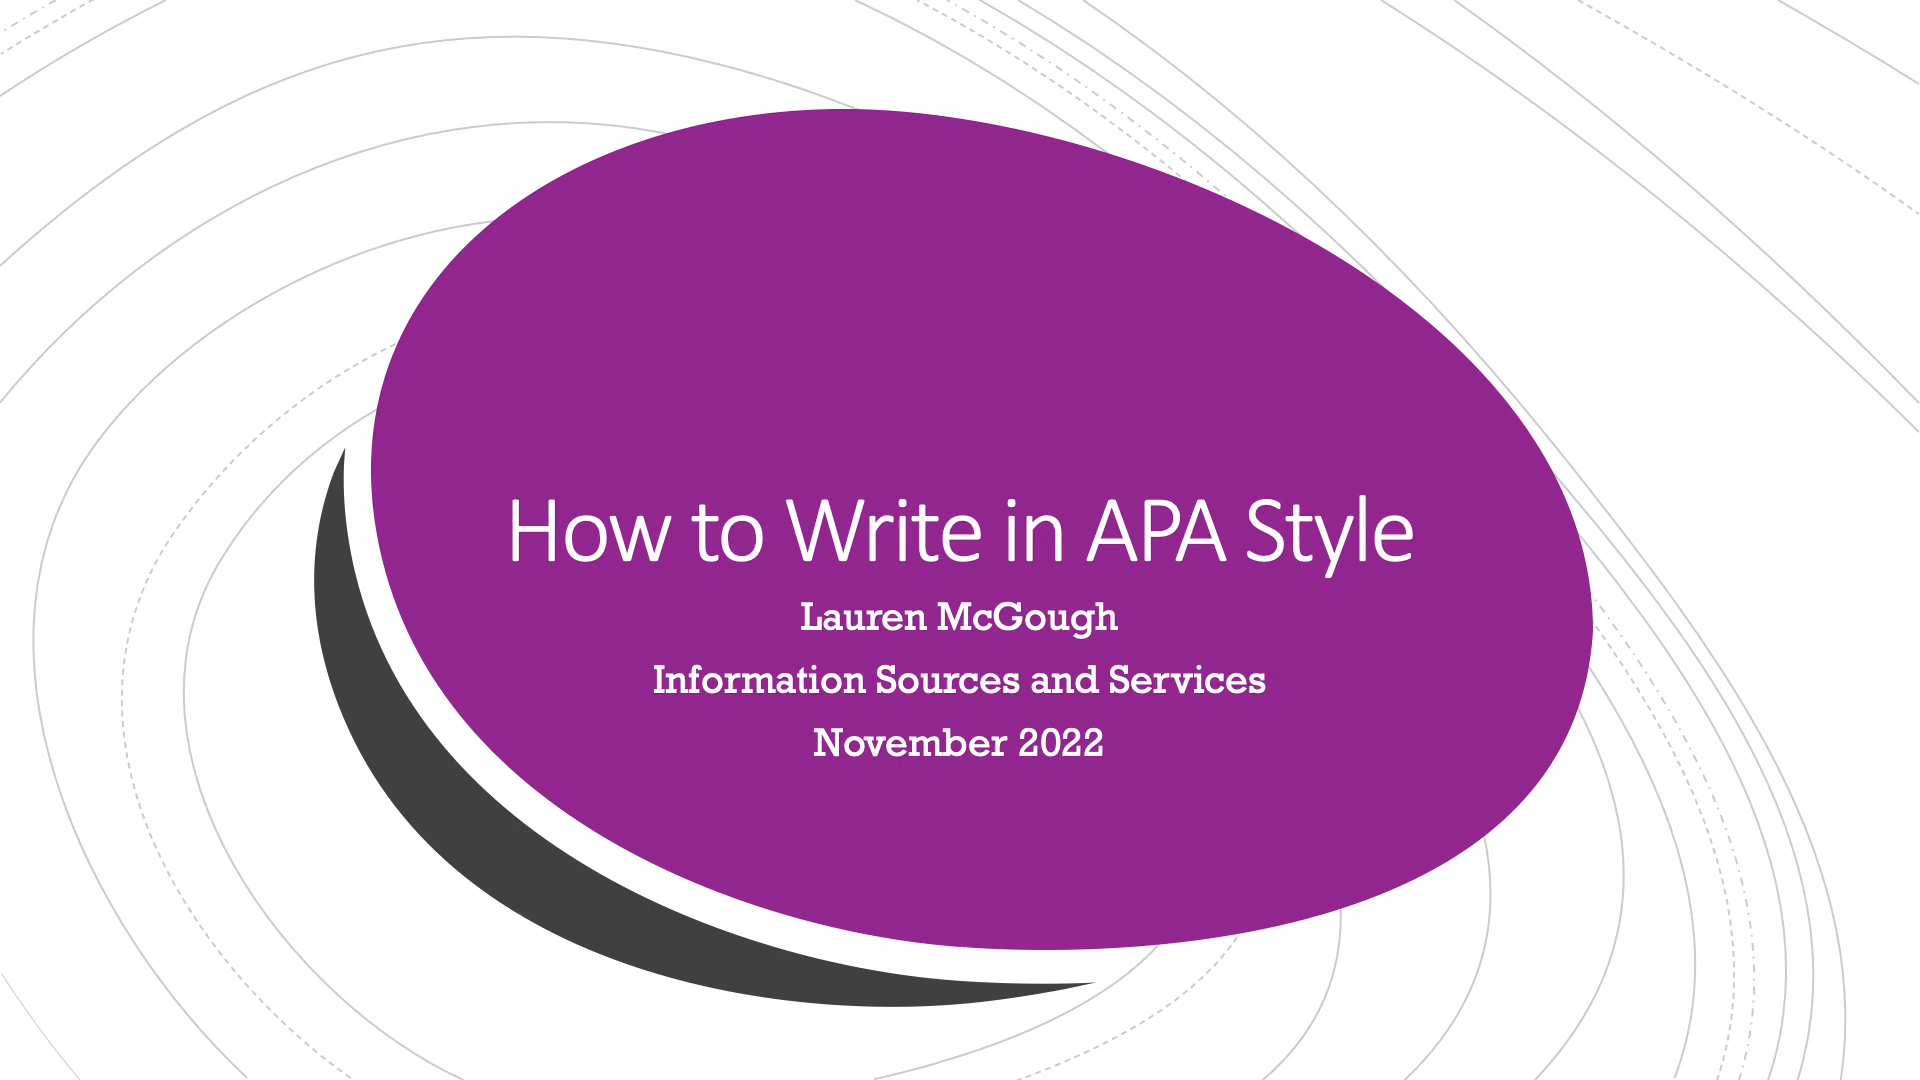 How to Write in APA Style
Lauren McGough
Information Sources and Services
November 2022